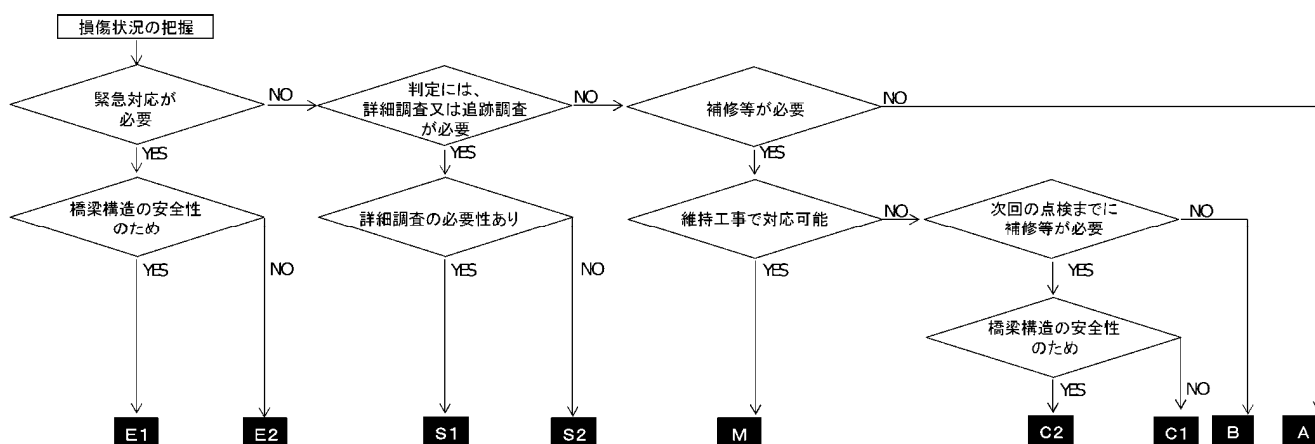 損傷状況の把握
緊急対応が
必要
NO
判定には、
詳細調査又は追跡調査
が必要
NO
補修等が必要
NO
YES
YES
YES
橋梁構造の安全性
のため
詳細調査の必要性あり
維持工事で対応可能
NO
次回の点検までに
補修等が必要
NO
YES
NO
YES
NO
YES
YES
橋梁構造の安全性
のため
YES
NO
E1
E2
S1
S2
M
C2
C1
B
A